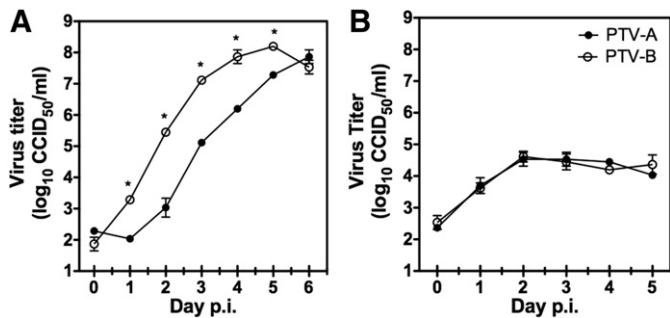 A
B
Virus titer
(log10 CCID50/ml)
9
8
7
6
5
4
3
2
1
* * * * *
0 1 2 3 4 5 6
Day p.i.
Virus Titer
(log10 CCID50/ml)
9
8
7
6
5
4
3
2
1
PTV-A
PTV-B
0 1 2 3 4 5
Day p.i.